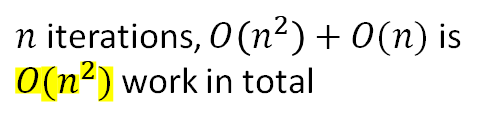 n iterations, O(n²) + O(n) is
O(n²) work in total